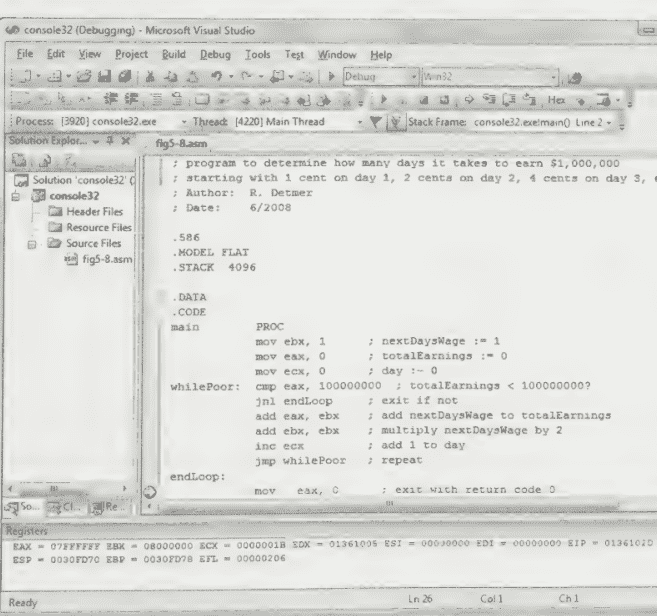 console32 (Debugging) - Microsoft Visual Studio
File Edit View Project Build Debug Tools Test Window Help
Debug Win32
Hex
Process: [3920] console32.exe Thread: [4220] Main Thread Stack Frame: console32.exe!main() Line 2
Solution Explor...
fig5-8.asm
Solution 'console32' (
console32
Header Files
Resource Files
Source Files
fig5-8.asm
; program to determine how many days it takes to earn $1,000,000
; starting with 1 cent on day 1, 2 cents on day 2, 4 cents on day 3, e
; Author: R. Detmer
; Date: 6/2008
.586
.MODEL FLAT
.STACK 4096
.DATA
.CODE
main PROC
mov ebx, 1 ; nextDaysWage := 1
mov eax, 0 ; totalEarnings := 0
mov ecx, 0 ; day := 0
whilePoor: cmp eax, 100000000 ; totalEarnings < 100000000?
jnl endLoop ; exit if not
add eax, ebx ; add nextDaysWage to totalEarnings
add ebx, ebx ; multiply nextDaysWage by 2
inc ecx ; add 1 to day
jmp whilePoor ; repeat
endLoop:
mov eax, 0 ; exit with return code 0
So... Cl... Re...
Registers
EAX = 07FFFFFF EBX = 08000000 ECX = 0000001B EDX = 01361005 ESI = 00000000 EDI = 00000000 EIP =
ESP = 0030FD70 EBP = 0030FD78 EFL = 00000206
Ready Ln 26 Col 1 Ch 1